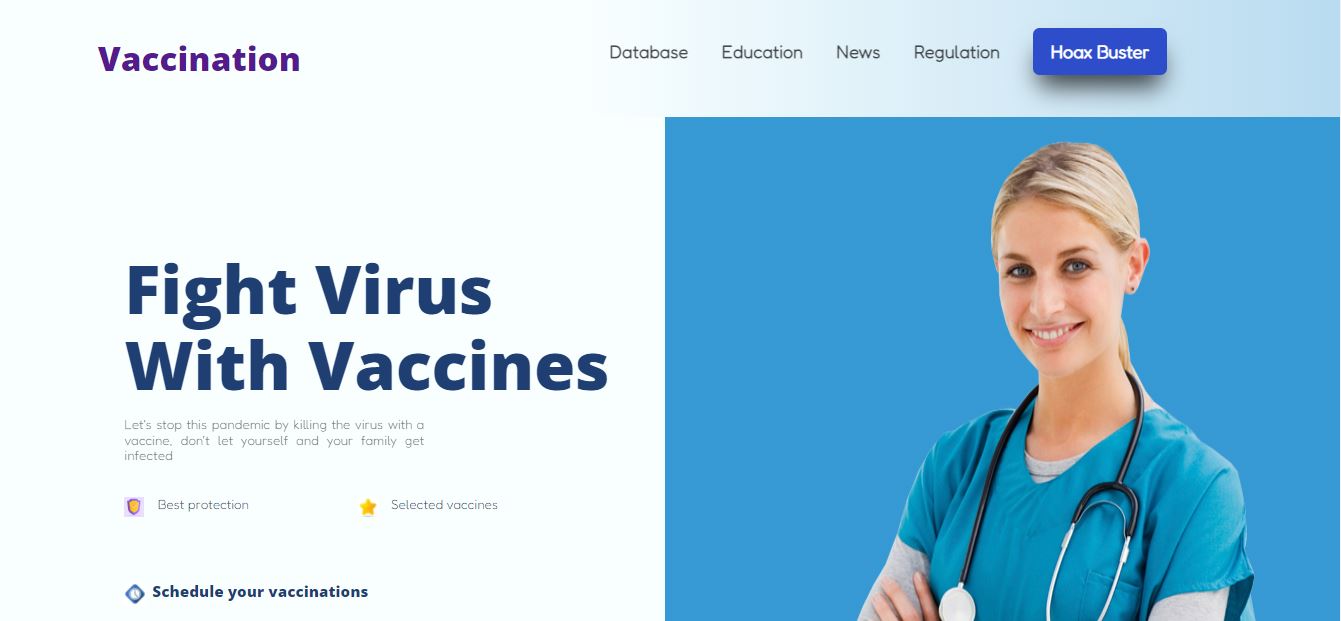 Vaccination
Database
Education
News
Regulation
Hoax Buster
Fight Virus
With Vaccines
Let's stop this pandemic by killing the virus with a
vaccine, don't let yourself and your family get
infected
Best protection
Selected vaccines
Schedule your vaccinations